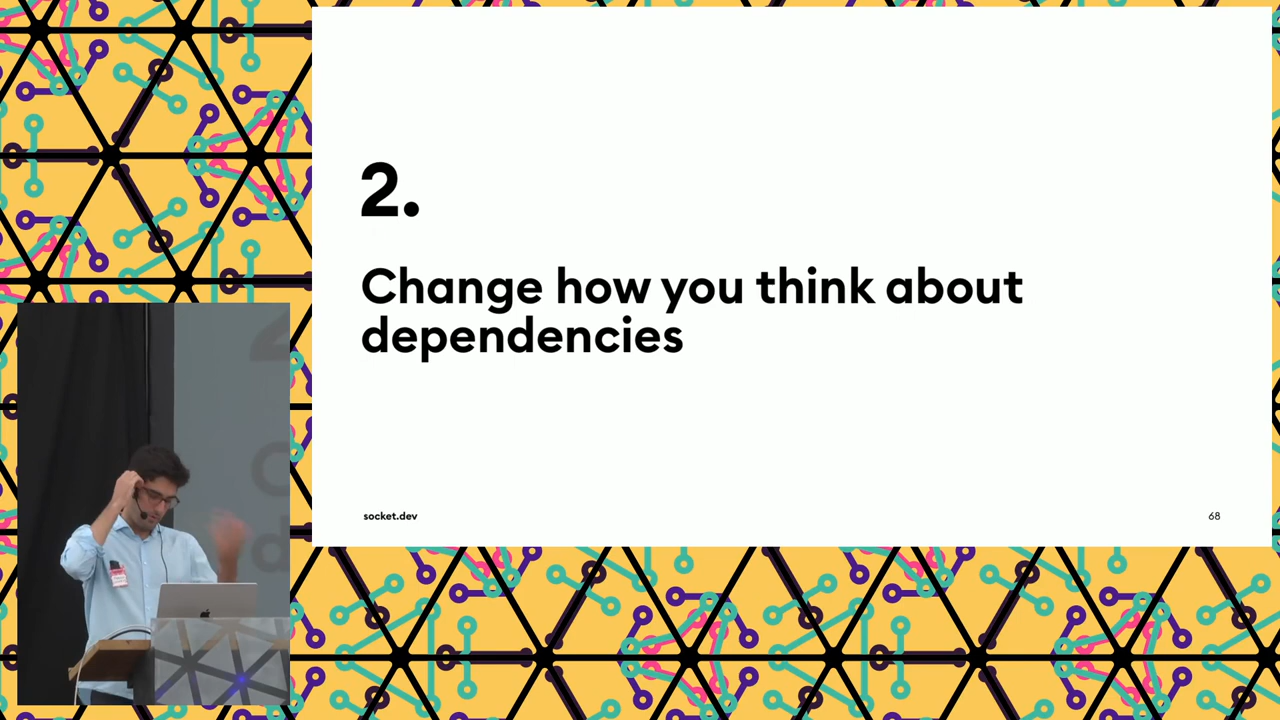 2.
Change how you think about
dependencies
socket.dev
68